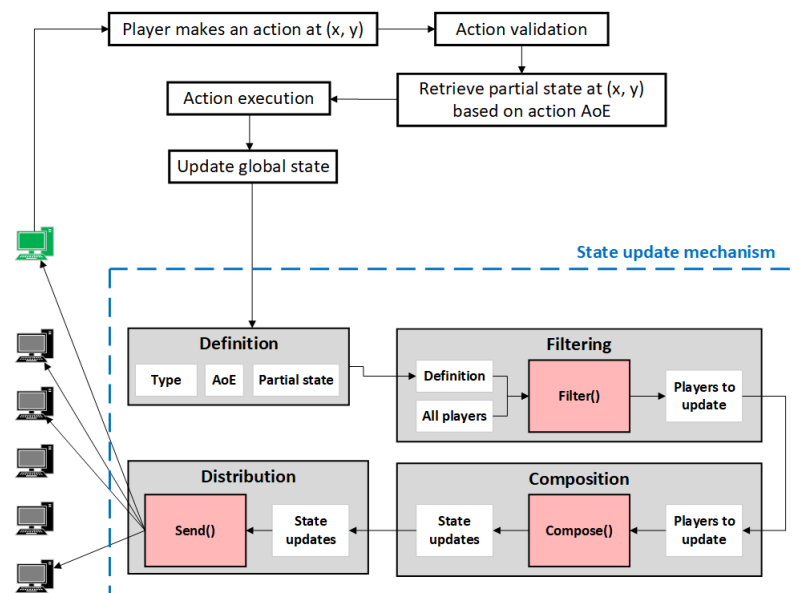 Player makes an action at (x, y)
Action validation
Retrieve partial state at (x, y)
based on action AoE
Action execution
Update global state
State update mechanism
Definition
Type
AoE
Partial state
Filtering
Definition
All players
Filter()
Players to
update
Composition
Players to
update
Compose()
State
updates
Distribution
State
updates
Send()